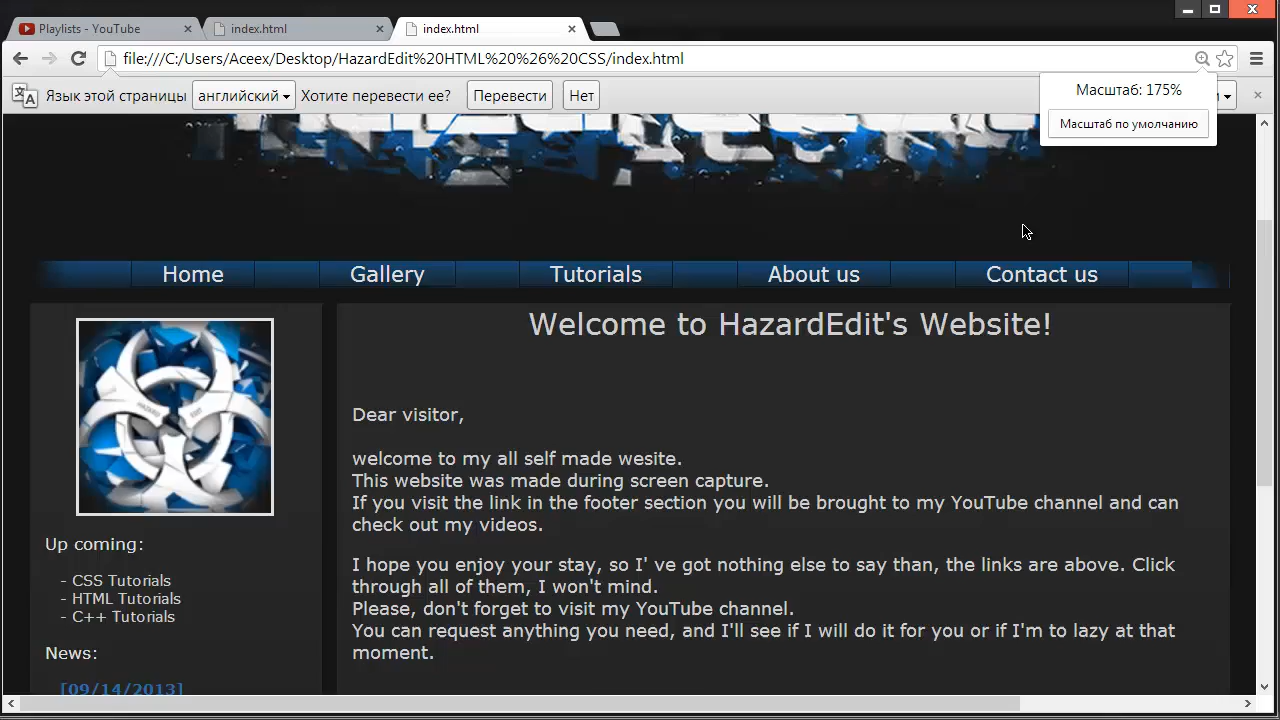 Playlists - YouTube
index.html
index.html
file:///C:/Users/Aceex/Desktop/HazardEdit%20HTML%20%26%20CSS/index.html
Язык этой страницы английский Хотите перевести ее? Перевести Нет
Масштаб: 175%
Масштаб по умолчанию
Home Gallery Tutorials About us Contact us
Welcome to HazardEdit's Website!
Dear visitor,
welcome to my all self made wesite.
This website was made during screen capture.
If you visit the link in the footer section you will be brought to my YouTube channel and can
check out my videos.
I hope you enjoy your stay, so I' ve got nothing else to say than, the links are above. Click
through all of them, I won't mind.
Please, don't forget to visit my YouTube channel.
You can request anything you need, and I'll see if I will do it for you or if I'm to lazy at that
moment.
Up coming:
- CSS Tutorials
- HTML Tutorials
- C++ Tutorials
News:
[09/14/2013]